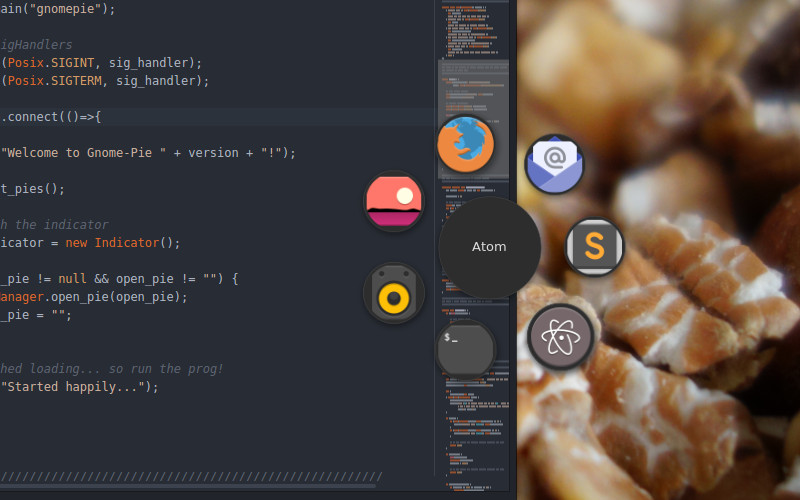 ain("gnomepie");
igHandlers
(Posix.SIGINT, sig_handler);
(Posix.SIGTERM, sig_handler);
.connect(()=>{
"Welcome to Gnome-Pie " + version + "!");
t_pies();
h the indicator
icator = new Indicator();
_pie != null && open_pie != "") {
anager.open_pie(open_pie);
_pie = "";
hed loading... so run the prog!
"Started happily...");
/////////////////////////////////////////////////////
@
S
Atom
$_